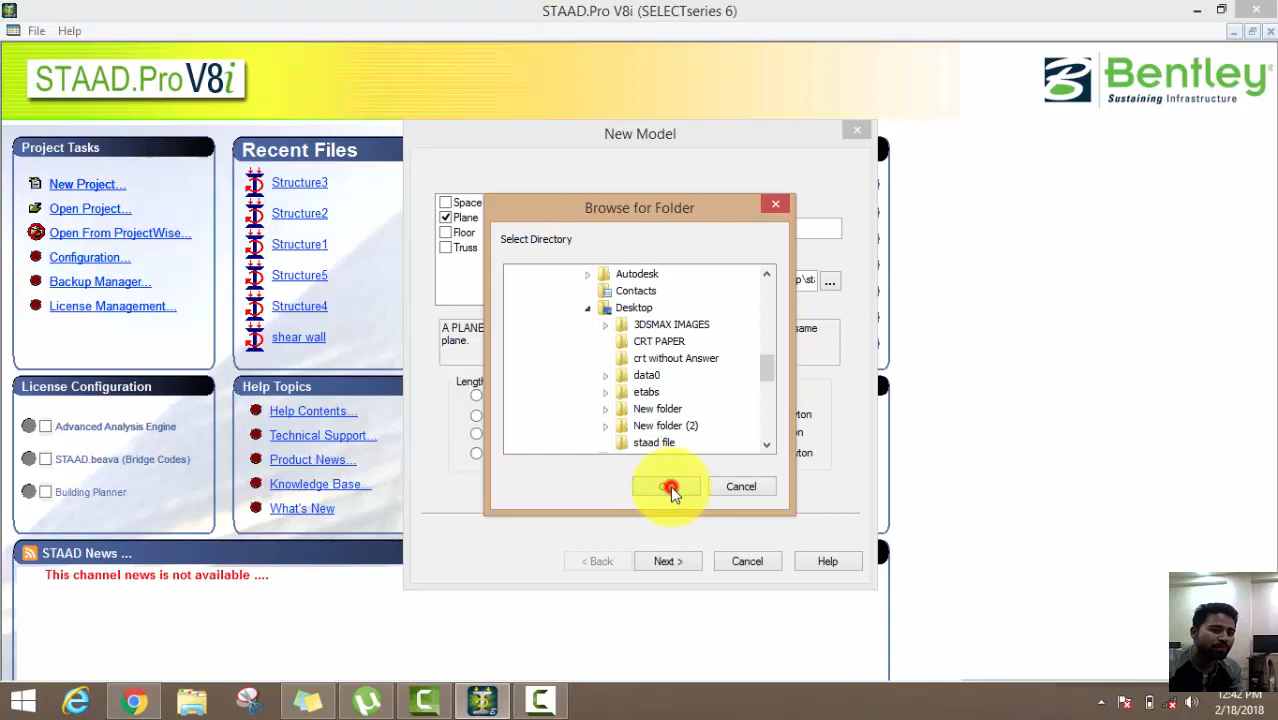 STAAD.Pro V8i (SELECTseries 6)
File Help
STAAD.Pro V8i
Bentley
Sustaining Infrastructure
Project Tasks
New Project...
Open Project...
Open From ProjectWise...
Configuration...
Backup Manager...
License Management...
Recent Files
Structure3
Structure2
Structure1
Structure5
Structure4
shear wall
License Configuration
Advanced Analysis Engine
STAAD.beava (Bridge Codes)
Building Planner
Help Topics
Help Contents...
Technical Support...
Product News...
Knowledge Base...
What's New
STAAD News ...
This channel news is not available ....
New Model
Space
Plane
Floor
Truss
...
A PLANE
plane.
same
Length
< Back
Next >
Cancel
Help
Browse for Folder
Select Directory
Autodesk
Contacts
Desktop
3DSMAX IMAGES
CRT PAPER
crt without Answer
data0
etabs
New folder
New folder (2)
staad file
Cancel
12:42 PM
2/18/2018